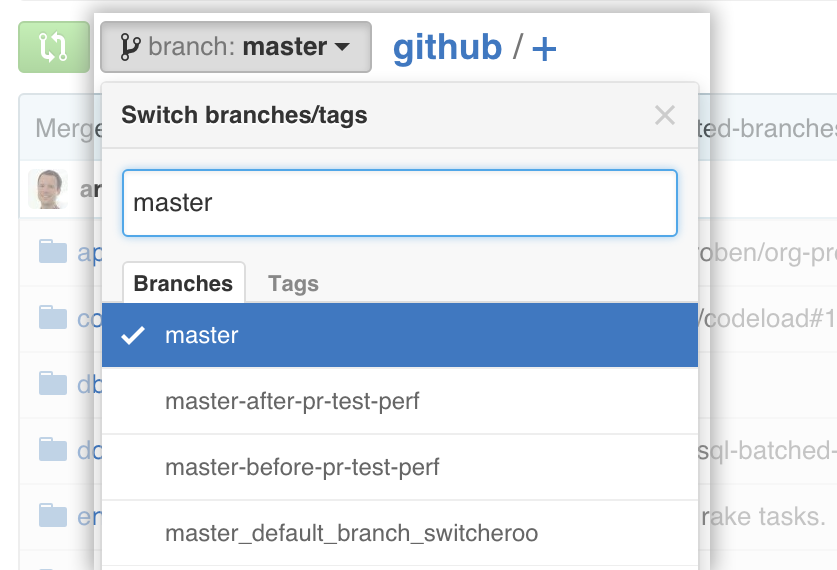 branch: master
github / +
Switch branches/tags
master
Branches Tags
master
master-after-pr-test-perf
master-before-pr-test-perf
master_default_branch_switcheroo
Merge
ted-branches
ar
ap
roben/org-pr
co
/codeload#1
db
dd
sql-batched-
en
rake tasks.